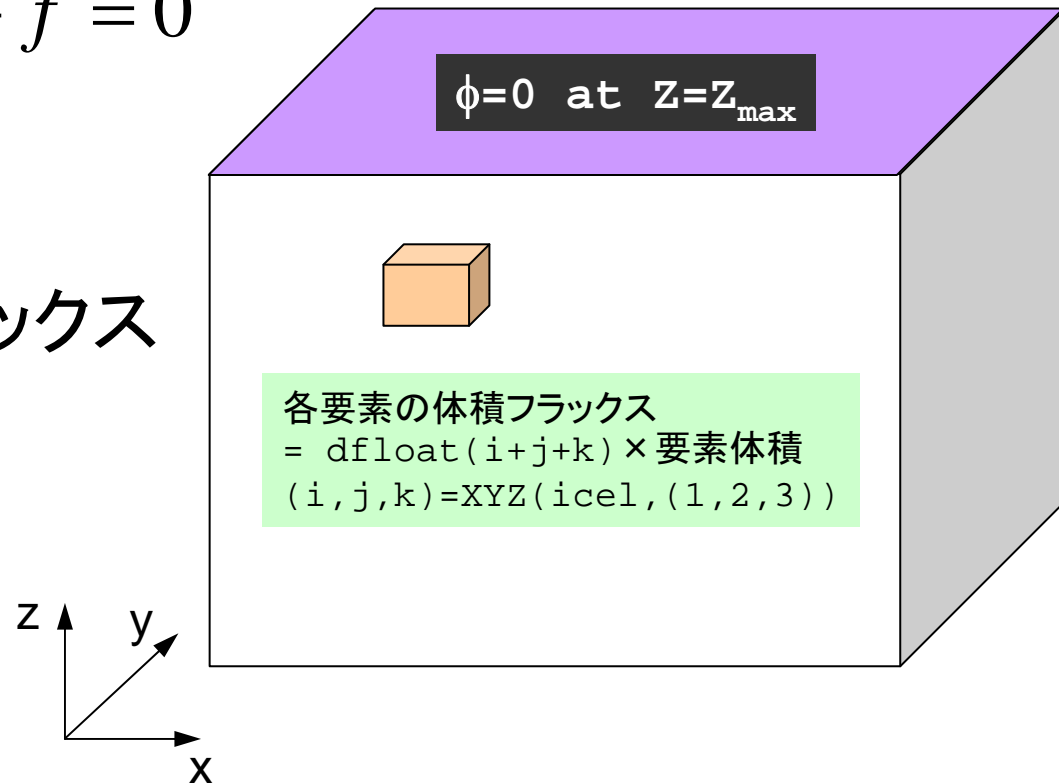 f = 0
φ=0 at Z=Zmax
ックス
各要素の体積フラックス
= dfloat(i+j+k)×要素体積
(i,j,k)=XYZ(icel,(1,2,3))
z
y
x